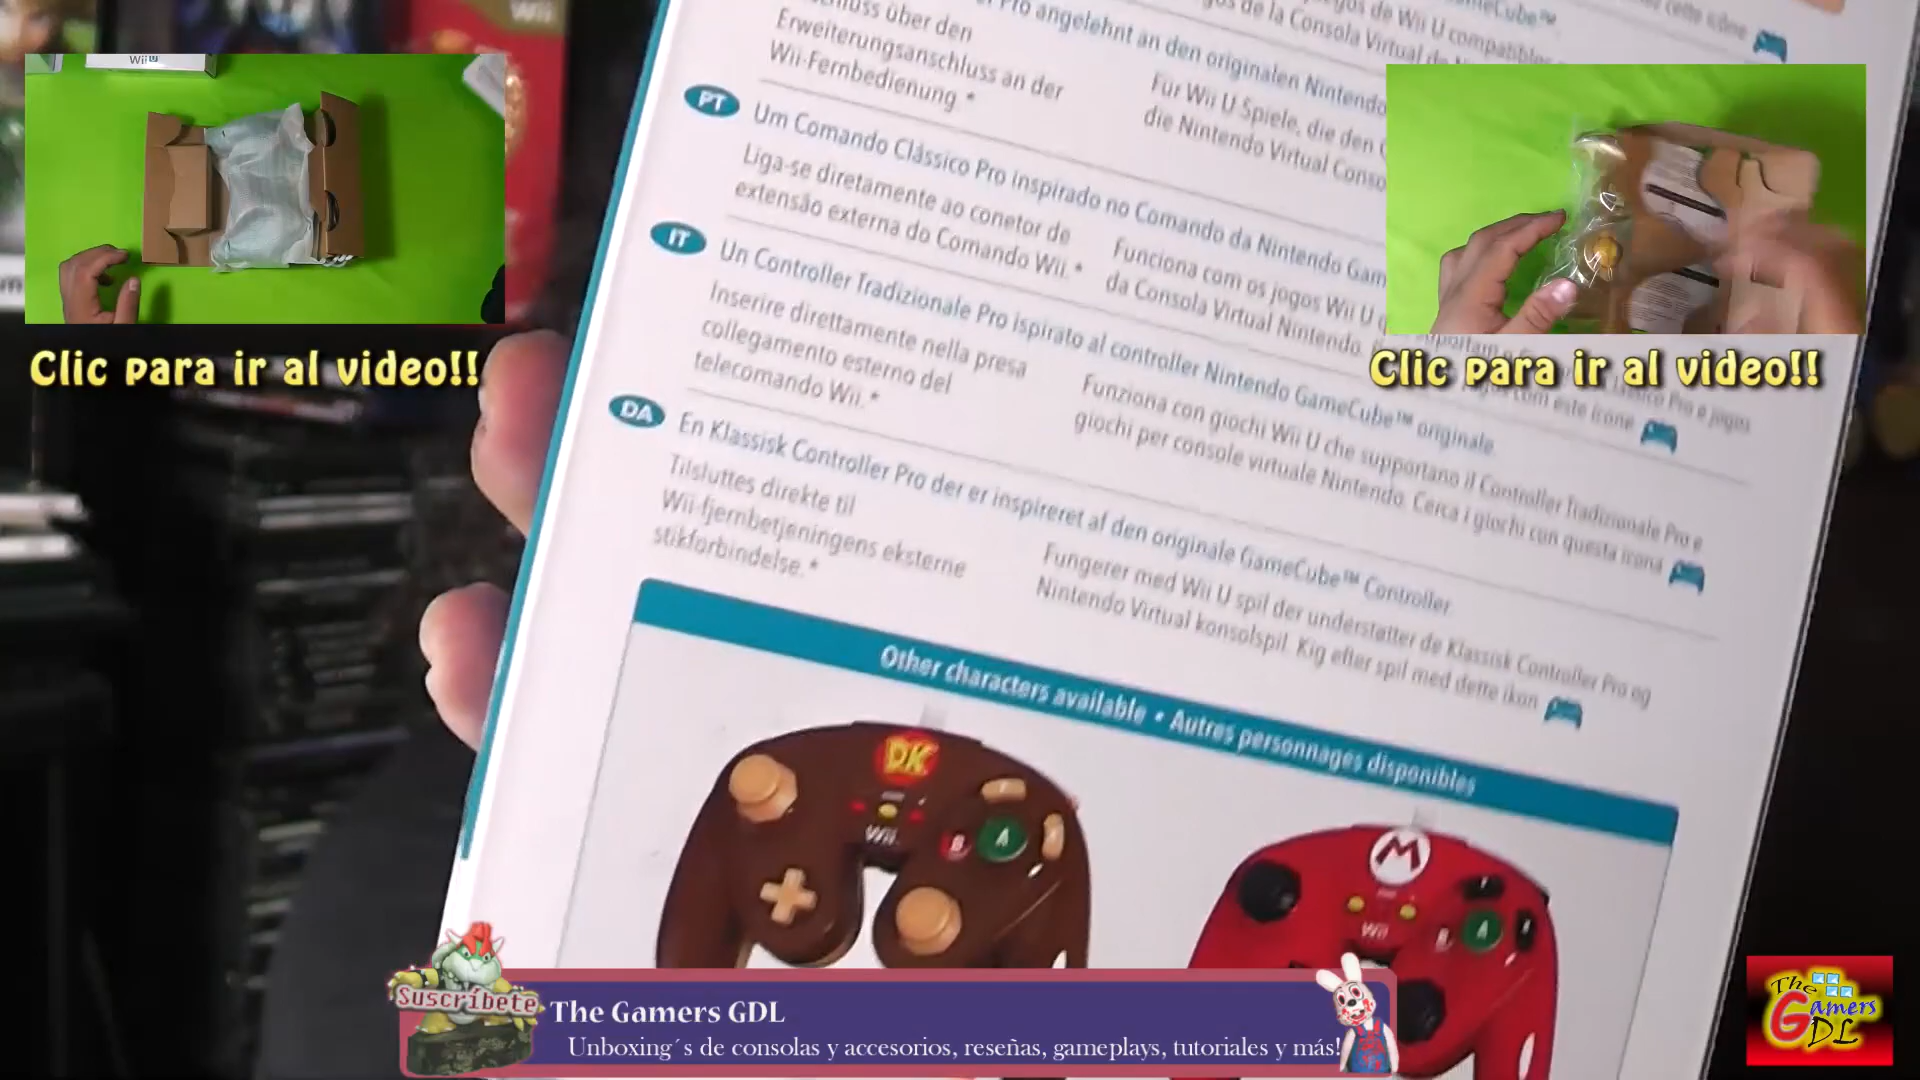 Wii
Wii U
Erweiterungsanschluss an der
Wii-Fernbedienung *
Für Wii U Spiele, die den
die Nintendo Virtual
Clic para ir al video!!
Clic para ir al video!!
PT
Um Comando Clássico Pro inspirado no Comando da Nintendo
Liga-se diretamente ao conetor de
extensão externa do Comando Wii. *
Funciona com os jogos Wii U
da Consola Virtual Nintendo.
IT
Un Controller Tradizionale Pro ispirato al controller Nintendo GameCube™ originale.
Inserire direttamente nella presa
collegamento esterno del
telecomando Wii.*
Funziona con giochi Wii U che supportano il Controller Tradizionale Pro e
giochi per console virtuale Nintendo. Cerca i giochi con questa icona
DA
En Klassisk Controller Pro der er inspireret af den originale GameCube™ Controller
Tilsluttes direkte til
Wii-fjernbetjeningens eksterne
stikforbindelse.*
Fungerer med Wii U spil der understøtter de Klassisk Controller Pro og
Nintendo Virtual konsolspil. Kig efter spil med dette ikon
Other characters available • Autres personnages disponibles
DK
Wii
B
A
M
Wii
B
A
Suscríbete
The Gamers GDL
Unboxing´s de consolas y accesorios, reseñas, gameplays, tutoriales y más!
The
Gamers
GDL